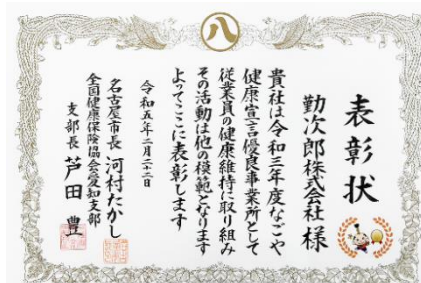 八
表彰状
勤次郎株式会社 様
貴社は令和三年度なごや
健康宣言優良事業所として
従業員の健康維持に取り組み
その活動は他の模範となります
よってここに表彰します
令和五年二月二十二日
名古屋市長 河村たかし
全国健康保険協会愛知支部
支部長 芦田 豊